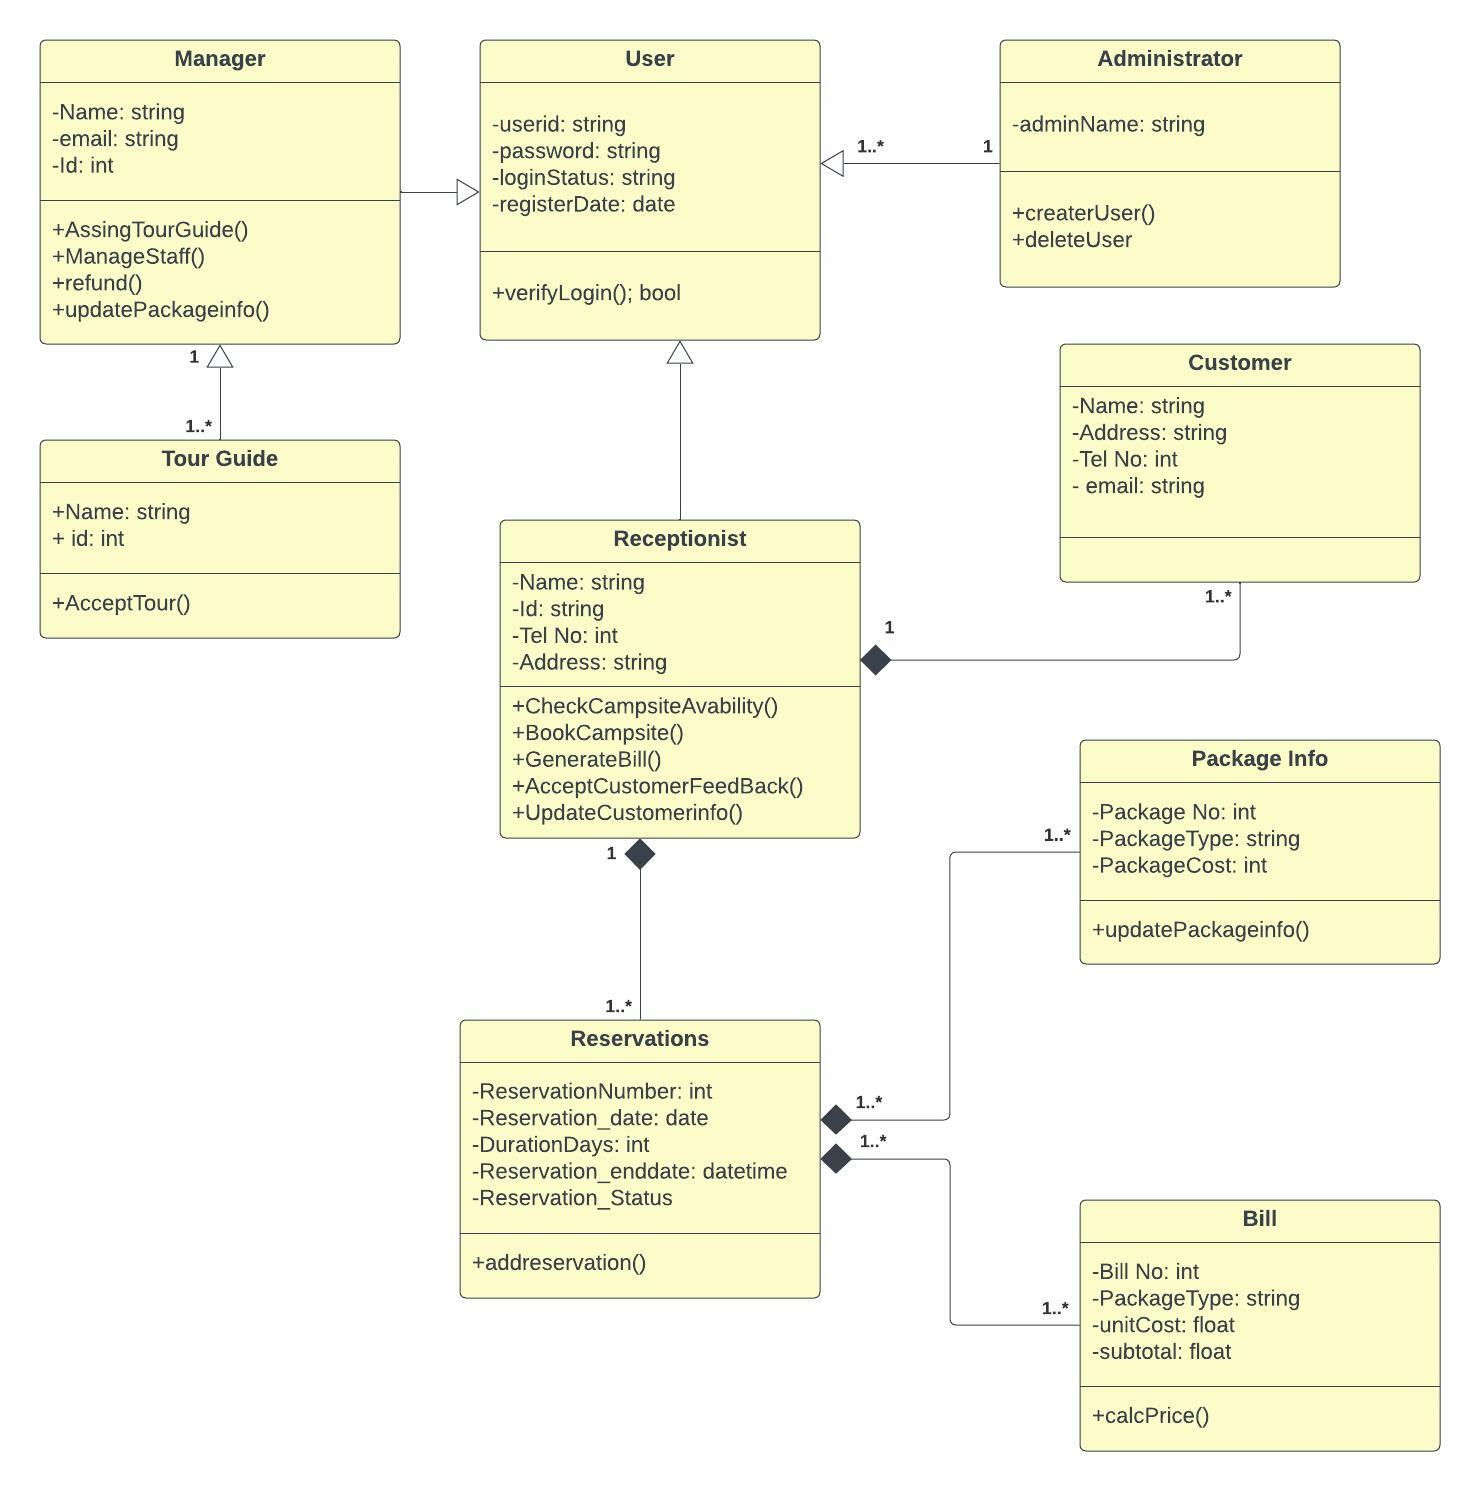 Manager
-Name: string
-email: string
-Id: int
+AssingTourGuide()
+ManageStaff()
+refund()
+updatePackageinfo()
User
-userid: string
-password: string
-loginStatus: string
-registerDate: date
+verifyLogin(); bool
1..*
1
Administrator
-adminName: string
+createrUser()
+deleteUser
1
1..*
Tour Guide
+Name: string
+ id: int
+AcceptTour()
Customer
-Name: string
-Address: string
-Tel No: int
- email: string
1..*
1
Receptionist
-Name: string
-Id: string
-Tel No: int
-Address: string
+CheckCampsiteAvability()
+BookCampsite()
+GenerateBill()
+AcceptCustomerFeedBack()
+UpdateCustomerinfo()
1
1..*
Package Info
-Package No: int
-PackageType: string
-PackageCost: int
+updatePackageinfo()
1..*
1..*
Reservations
-ReservationNumber: int
-Reservation_date: date
-DurationDays: int
-Reservation_enddate: datetime
-Reservation_Status
+addreservation()
1..*
1..*
Bill
-Bill No: int
-PackageType: string
-unitCost: float
-subtotal: float
+calcPrice()